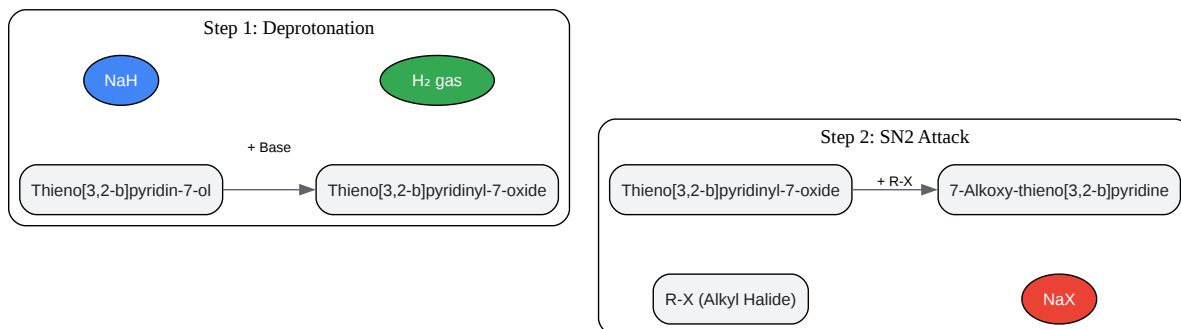 Step 1: Deprotonation
NaH
H₂ gas
+ Base
Thieno[3,2-b]pyridin-7-ol
Thieno[3,2-b]pyridinyl-7-oxide
Step 2: SN2 Attack
Thieno[3,2-b]pyridinyl-7-oxide
+ R-X
7-Alkoxy-thieno[3,2-b]pyridine
R-X (Alkyl Halide)
NaX